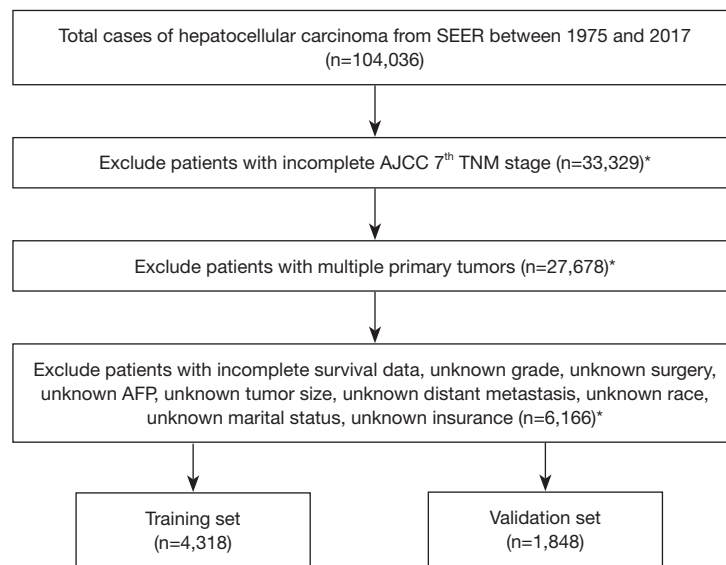 Total cases of hepatocellular carcinoma from SEER between 1975 and 2017
(n=104,036)
Exclude patients with incomplete AJCC 7th TNM stage (n=33,329)*
Exclude patients with multiple primary tumors (n=27,678)*
Exclude patients with incomplete survival data, unknown grade, unknown surgery,
unknown AFP, unknown tumor size, unknown distant metastasis, unknown race,
unknown marital status, unknown insurance (n=6,166)*
Training set
(n=4,318)
Validation set
(n=1,848)